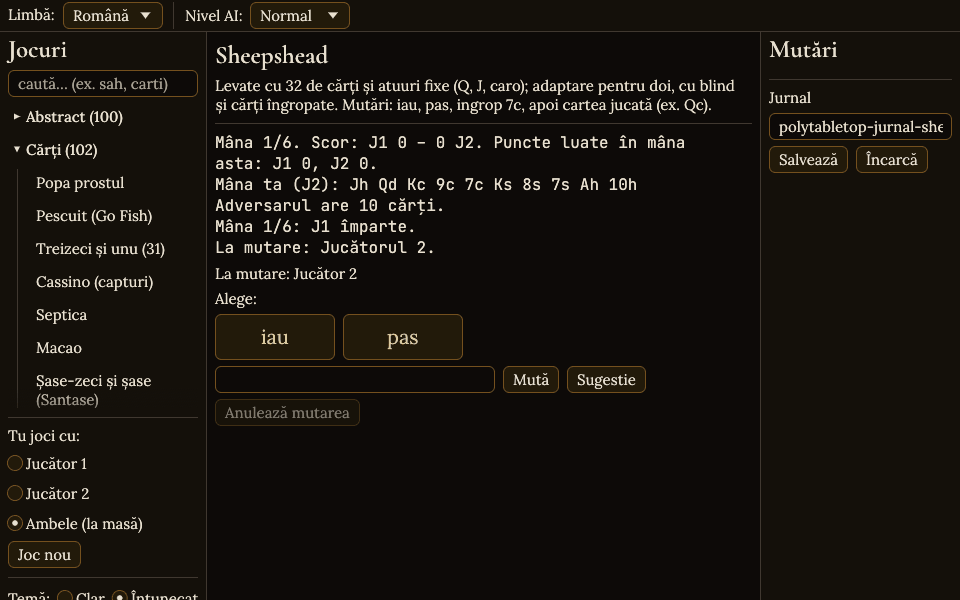 Limbă: Română Nivel AI: Normal
Jocuri
caută... (ex. sah, carti)
Abstract (100)
Cărți (102)
Popa prostul
Pescuit (Go Fish)
Treizeci și unu (31)
Cassino (capturi)
Septica
Macao
Șase-zeci și șase
(Santase)
Tu joci cu:
Jucător 1
Jucător 2
Ambele (la masă)
Joc nou
Temă: Clar Întunecat
Sheepshead
Levate cu 32 de cărți și atuuri fixe (Q, J, caro); adaptare pentru doi, cu blind
și cărți îngropate. Mutări: iau, pas, ingrop 7c, apoi cartea jucată (ex. Qc).
Mâna 1/6. Scor: J1 0 – 0 J2. Puncte luate în mâna
asta: J1 0, J2 0.
Mâna ta (J2): Jh Qd Kc 9c 7c Ks 8s 7s Ah 10h
Adversarul are 10 cărți.
Mâna 1/6: J1 împarte.
La mutare: Jucătorul 2.
La mutare: Jucător 2
Alege:
iau pas
Mută Sugestie
Anulează mutarea
Mutări
Jurnal
polytabletop-jurnal-she
Salvează Încarcă